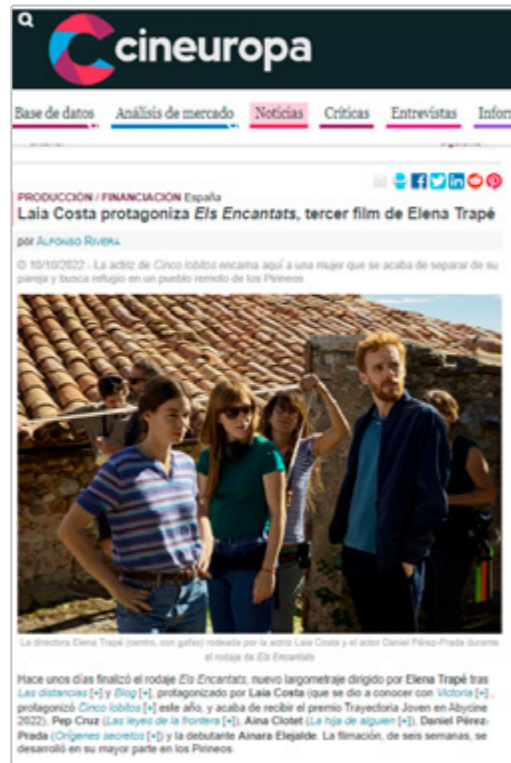 cineuropa
Base de datos Análisis de mercado Noticias Críticas Entrevistas Infor
PRODUCCIÓN / FINANCIACIÓN España
Laia Costa protagoniza Els Encantats, tercer film de Elena Trapé
por ALFONSO RIVERA
10/10/2022 - La actriz de Cinco lobitos encarna aquí a una mujer que se acaba de separar de su
pareja y busca refugio en un pueblo remoto de los Pirineos
La directora Elena Trapé (centro, con gafas) rodeada por la actriz Laia Costa y el actor Daniel Pérez-Prada durante
el rodaje de Els Encantats
Hace unos días finalizó el rodaje Els Encantats, nuevo largometraje dirigido por Elena Trapé tras
Las distancias [+] y Blog [+], protagonizado por Laia Costa (que se dio a conocer con Victoria [+] ,
protagonizó Cinco lobitos [+] este año, y acaba de recibir el premio Trayectoria Joven en Abycine
2022), Pep Cruz (Las leyes de la frontera [+]), Aina Clotet (La hija de alguien [+]), Daniel Pérez-
Prada (Orígenes secretos [+]) y la debutante Ainara Elejalde. La filmación, de seis semanas, se
desarrolló en su mayor parte en los Pirineos.